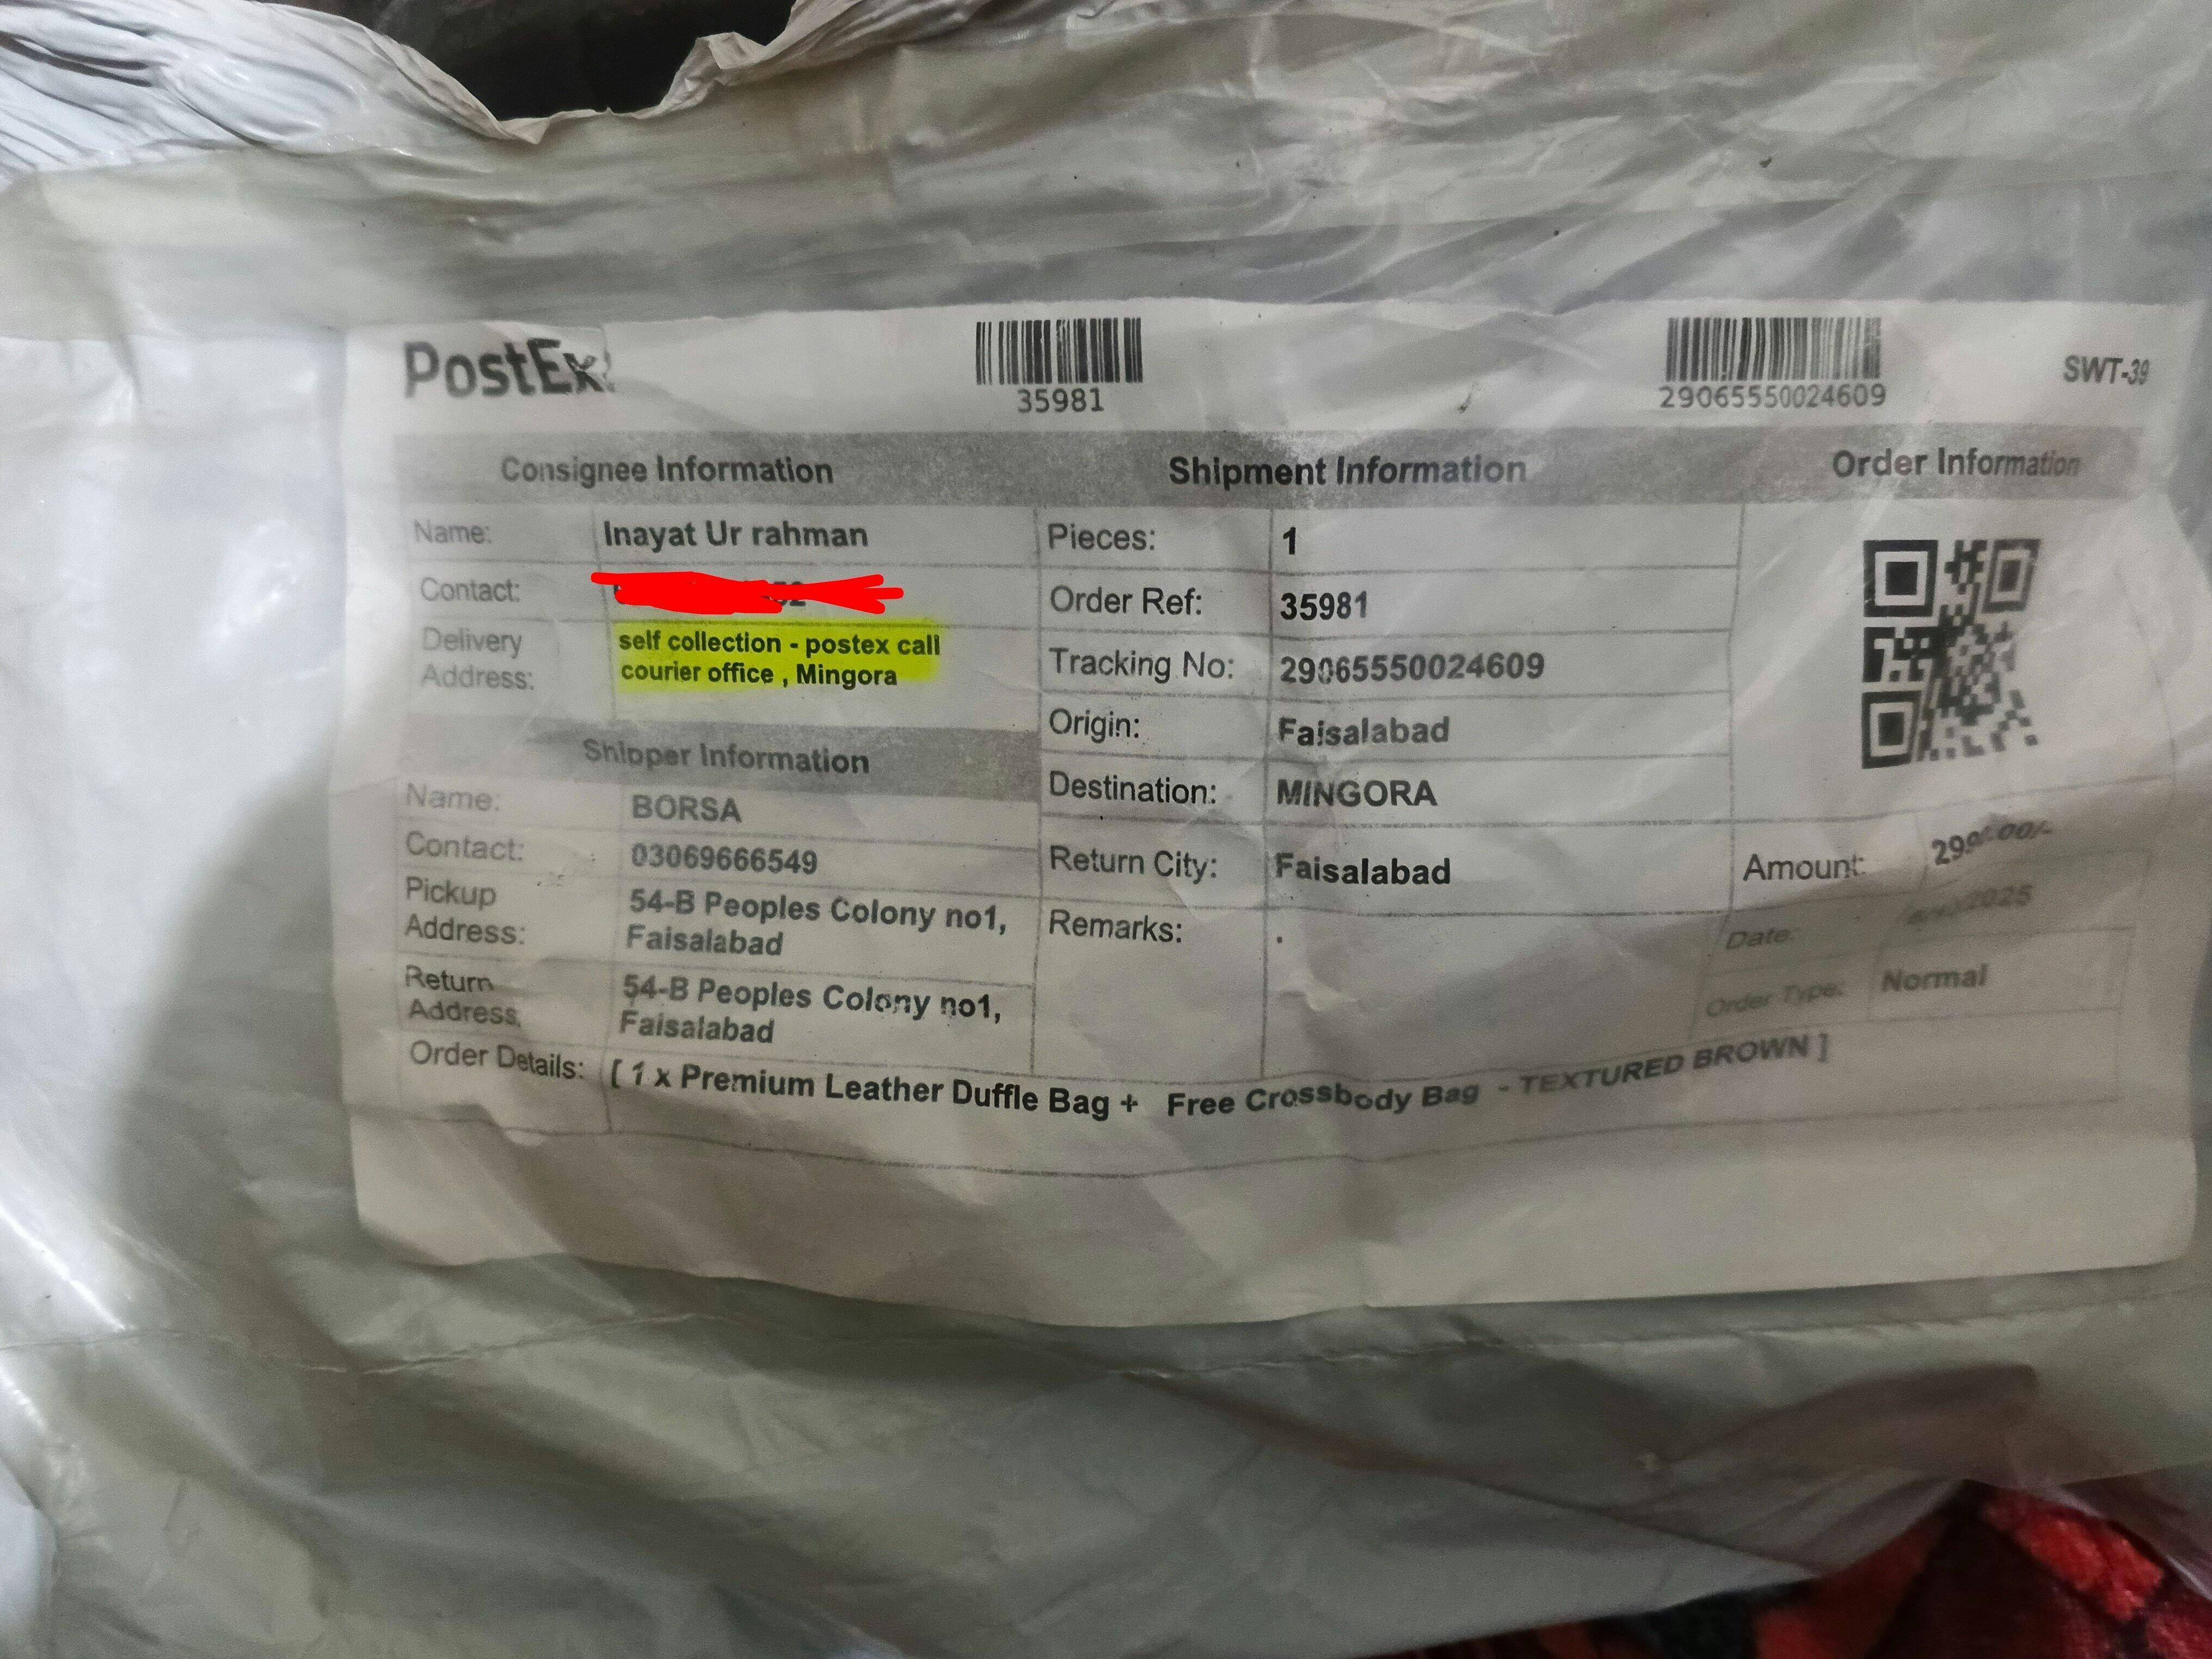 PostEx
35981
29065550024609
SWT-39
Consignee Information
Shipment Information
Order Information
Name: Inayat Ur rahman
Contact:
Delivery Address: self collection - postex call
courier office , Mingora
Shipper Information
Name: BORSA
Contact: 03069666549
Pickup Address: 54-B Peoples Colony no1,
Faisalabad
Return Address: 54-B Peoples Colony no1,
Faisalabad
Pieces: 1
Order Ref: 35981
Tracking No: 29065550024609
Origin: Faisalabad
Destination: MINGORA
Return City: Faisalabad
Remarks: .
Amount:
Date:
Order Type: Normal
Order Details: [ 1 x Premium Leather Duffle Bag + Free Crossbody Bag - TEXTURED BROWN ]